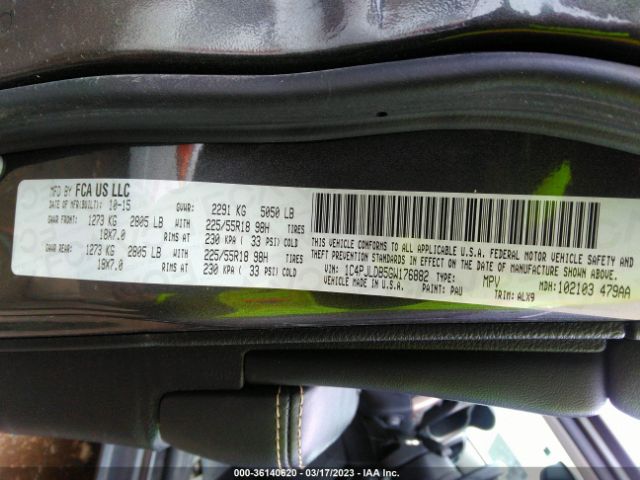 MFD BY FCA US LLC
DATE OF MFR(BUILT): 10-15 GVWR: 2291 KG 5050 LB
GAWR FRONT: 1273 KG 2805 LB WITH 225/55R18 98H TIRES
18X7.0 RIMS AT 230 KPA ( 33 PSI) COLD
GAWR REAR: 1273 KG 2805 LB WITH 225/55R18 98H TIRES
18X7.0 RIMS AT 230 KPA ( 33 PSI) COLD
THIS VEHICLE CONFORMS TO ALL APPLICABLE U.S.A. FEDERAL MOTOR VEHICLE SAFETY, BUMPER, AND
THEFT PREVENTION STANDARDS IN EFFECT ON THE DATE OF MANUFACTURE SHOWN ABOVE.
VIN: 1C4PJLDB5GW176882 TYPE: MPV MDH: 102103 479AA
VEHICLE MADE IN U.S.A. PAINT: PAU TRIM: ALX9
000-36140620 - 03/17/2023 - IAA Inc.